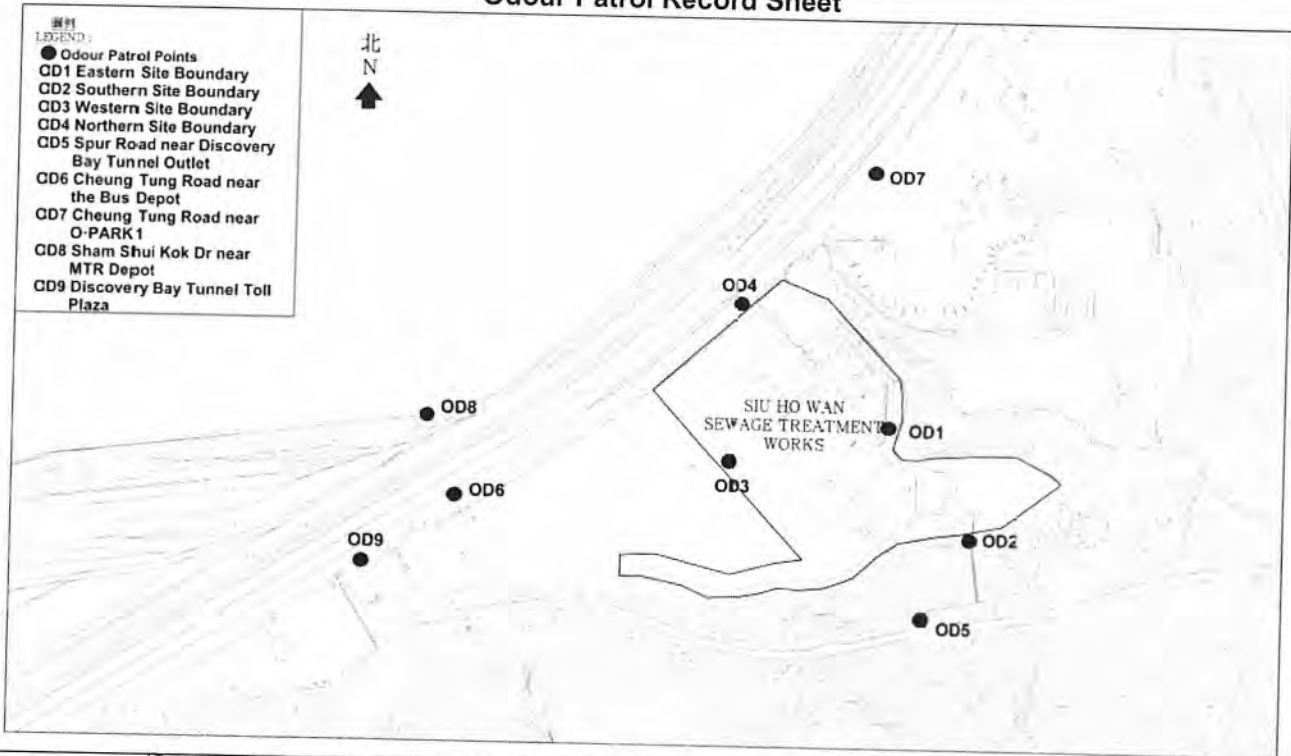 Odour Patrol Record Sheet
LEGEND :
Odour Patrol Points
OD1 Eastern Site Boundary
OD2 Southern Site Boundary
OD3 Western Site Boundary
OD4 Northern Site Boundary
OD5 Spur Road near Discovery
Bay Tunnel Outlet
OD6 Cheung Tung Road near
the Bus Depot
OD7 Cheung Tung Road near
O-PARK1
OD8 Sham Shui Kok Dr near
MTR Depot
OD9 Discovery Bay Tunnel Toll
Plaza
北
N
OD7
OD4
OD8
SIU HO WAN
SEWAGE TREATMENT
WORKS
OD1
OD3
OD6
OD9
OD2
OD5